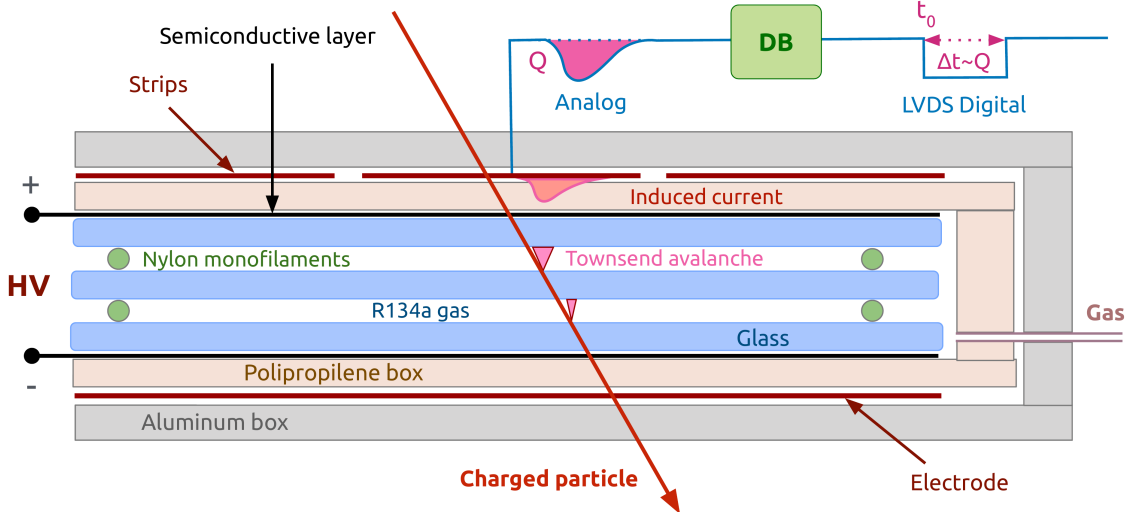 t0
Semiconductive layer
DB
Q
Δt~Q
Strips
Analog
LVDS Digital
+
Induced current
Nylon monofilaments
Townsend avalanche
HV
R134a gas
Gas
Glass
-
Polipropilene box
Aluminum box
Charged particle
Electrode